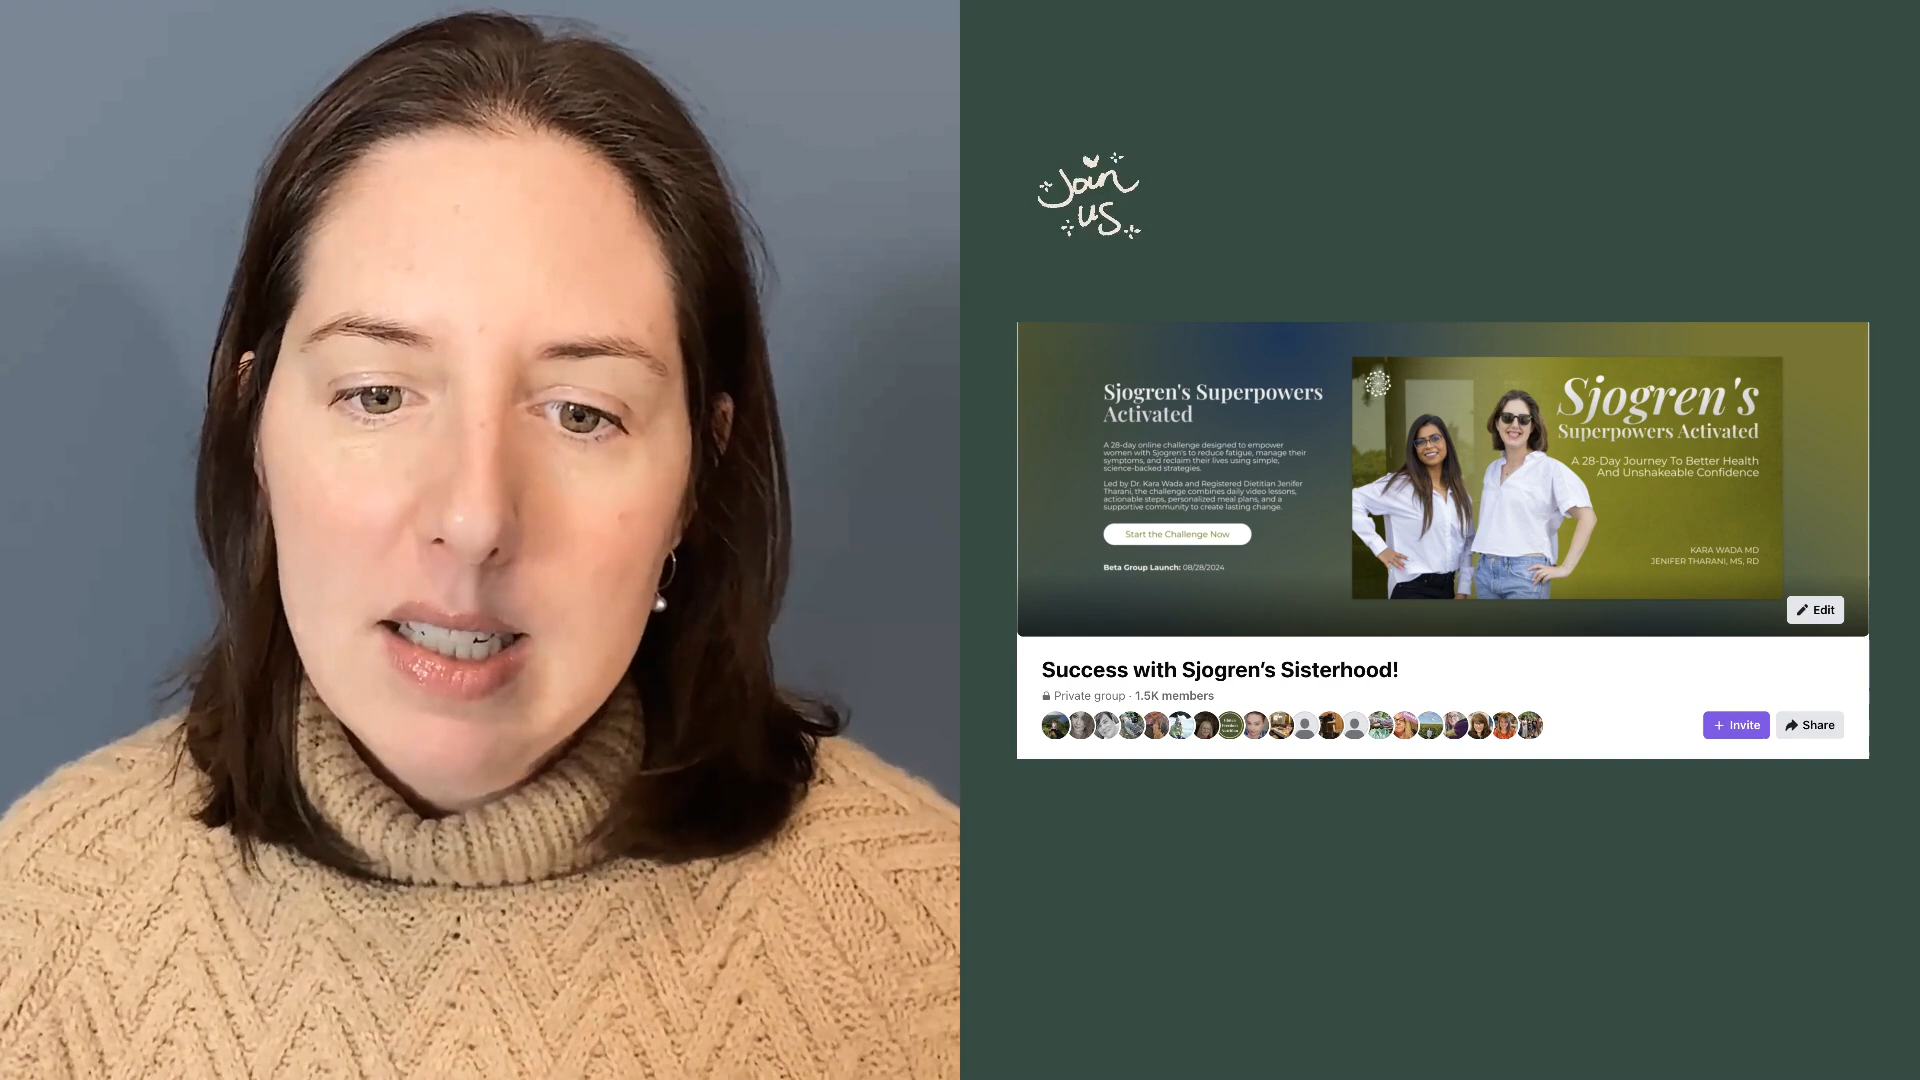 Join
us
Sjogren's Superpowers
Activated
A 28-day online challenge designed to empower
women with Sjogren's to reduce fatigue, manage their
symptoms, and reclaim their lives using simple,
science-backed strategies.
Led by Dr. Kara Wada and Registered Dietitian Jenifer
Tharani, the challenge combines daily video lessons,
actionable steps, personalized meal plans, and a
supportive community to create lasting change.
Start the Challenge Now
Beta Group Launch: 08/28/2024
Sjogren's
Superpowers Activated
A 28-Day Journey To Better Health
And Unshakeable Confidence
KARA WADA MD
JENIFER THARANI, MS, RD
Edit
Success with Sjogren’s Sisterhood!
Private group · 1.5K members
+ Invite
Share